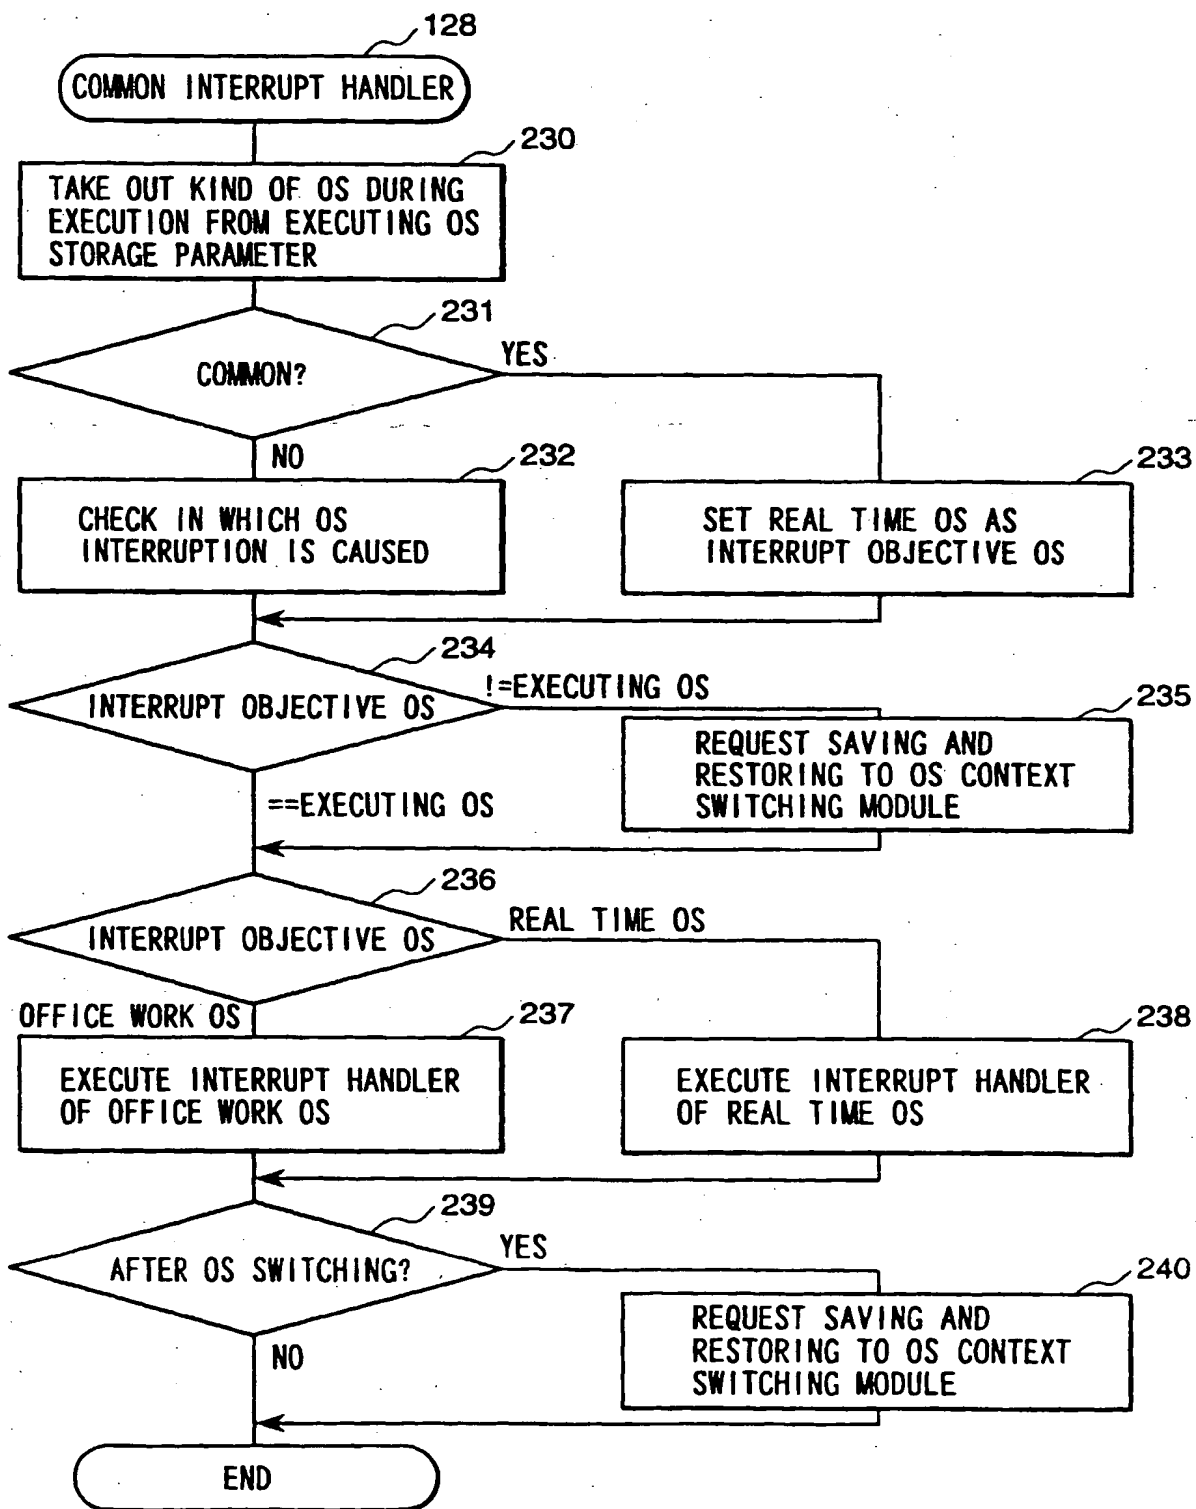 128
COMMON INTERRUPT HANDLER
230
TAKE OUT KIND OF OS DURING
EXECUTION FROM EXECUTING OS
STORAGE PARAMETER
231
COMMON?
YES
NO
232
CHECK IN WHICH OS
INTERRUPTION IS CAUSED
233
SET REAL TIME OS AS
INTERRUPT OBJECTIVE OS
234
INTERRUPT OBJECTIVE OS
!=EXECUTING OS
==EXECUTING OS
235
REQUEST SAVING AND
RESTORING TO OS CONTEXT
SWITCHING MODULE
236
INTERRUPT OBJECTIVE OS
REAL TIME OS
OFFICE WORK OS
237
EXECUTE INTERRUPT HANDLER
OF OFFICE WORK OS
238
EXECUTE INTERRUPT HANDLER
OF REAL TIME OS
239
AFTER OS SWITCHING?
YES
NO
240
REQUEST SAVING AND
RESTORING TO OS CONTEXT
SWITCHING MODULE
END